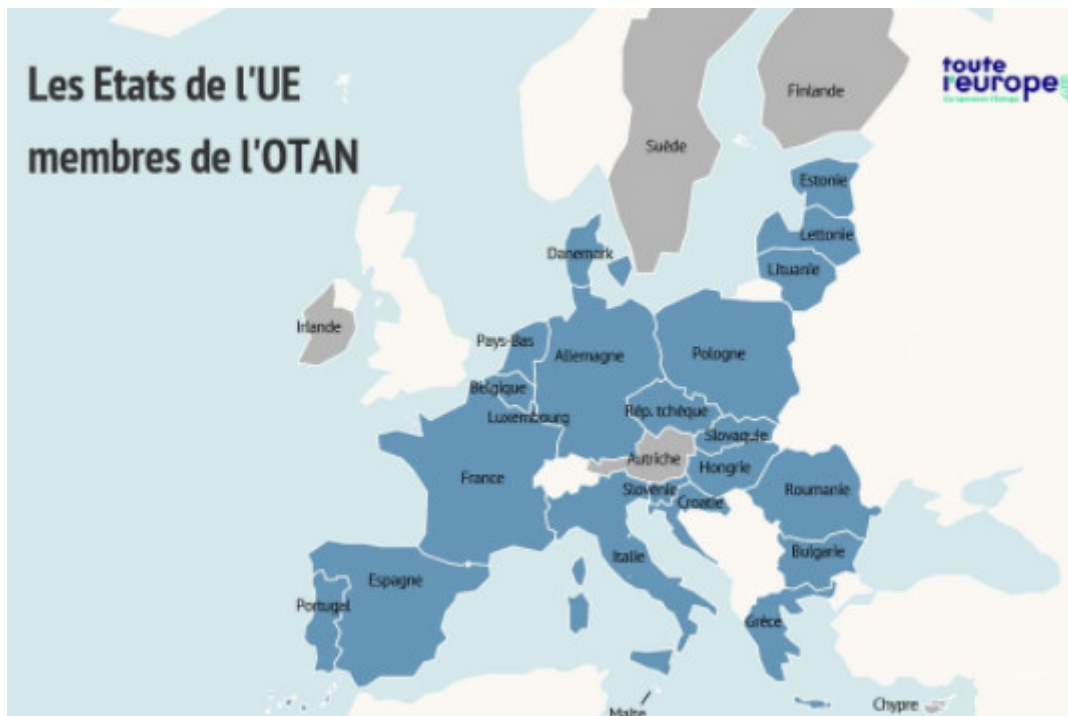 Les Etats de l'UE
membres de l'OTAN
toute
l'europe
Finlande
Suède
Estonie
Lettonie
Lituanie
Danemark
Irlande
Pays-Bas
Allemagne
Pologne
Belgique
Luxembourg
Rép. tchèque
Slovaquie
Autriche
Hongrie
France
Slovénie
Croatie
Roumanie
Bulgarie
Italie
Espagne
Portugal
Grèce
Chypre
Malte